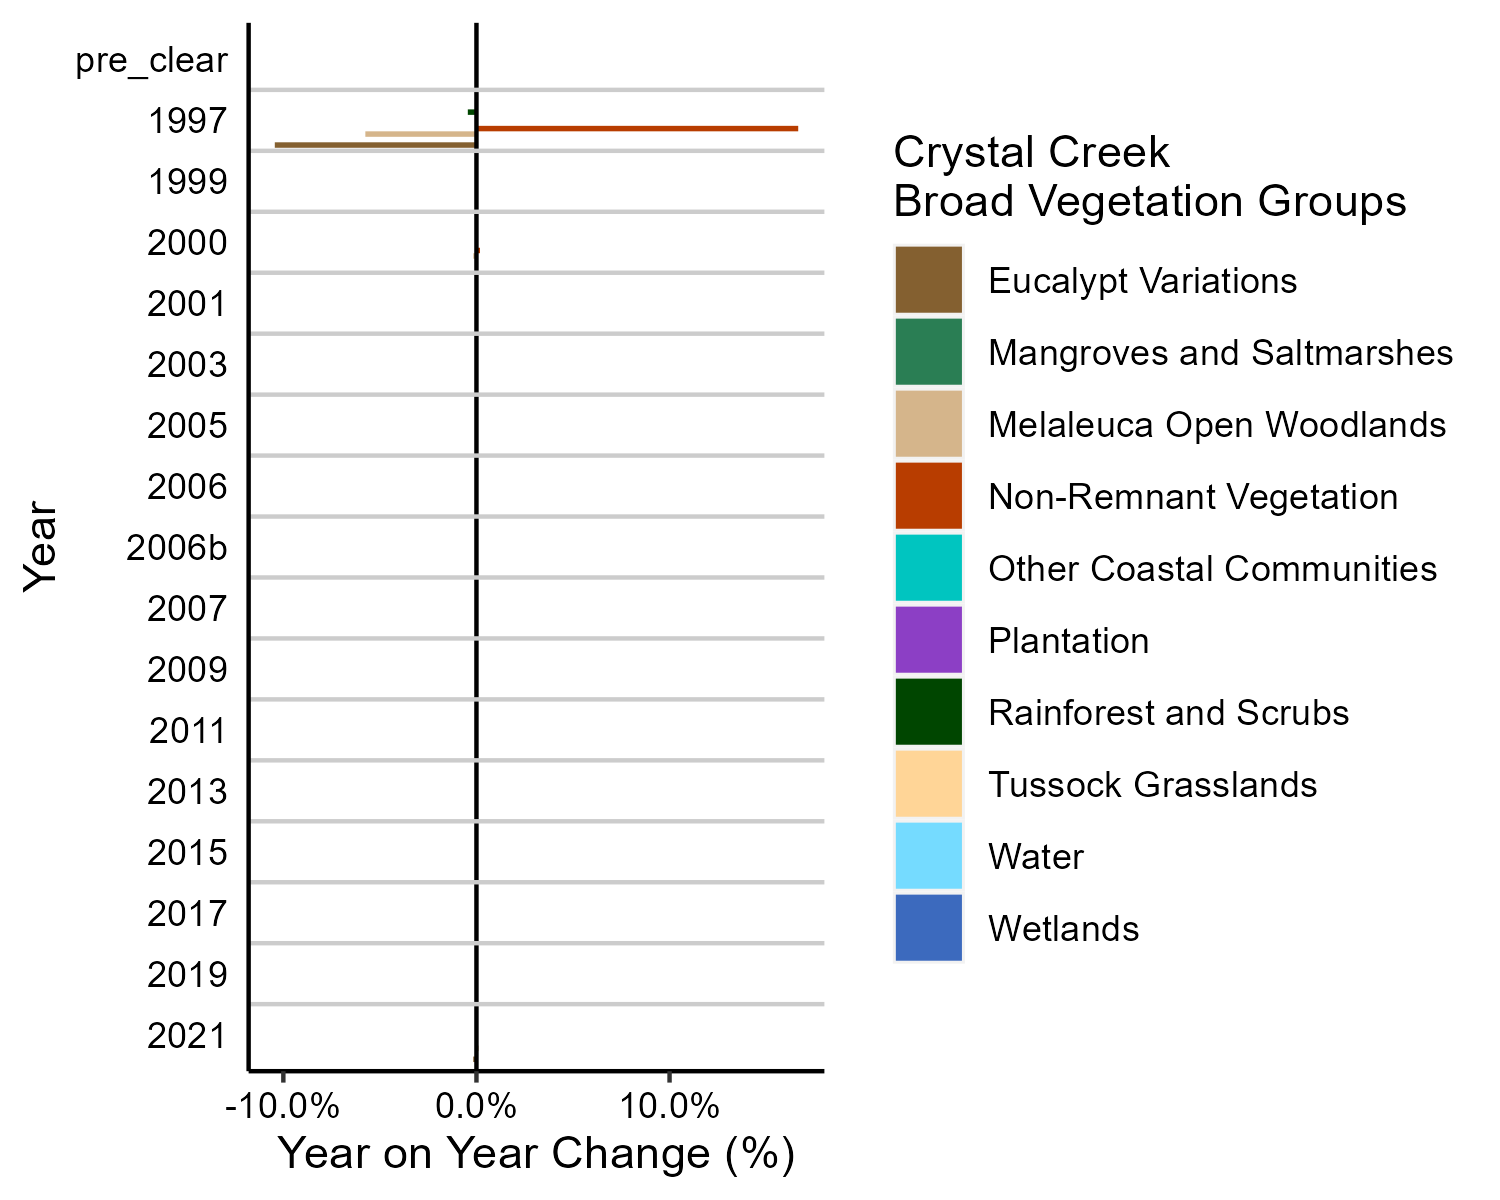 pre_clear
1997
1999
2000
2001
2003
2005
2006
2006b
2007
2009
2011
2013
2015
2017
2019
2021
Year
-10.0%
0.0%
10.0%
Year on Year Change (%)
Crystal Creek
Broad Vegetation Groups
Eucalypt Variations
Mangroves and Saltmarshes
Melaleuca Open Woodlands
Non-Remnant Vegetation
Other Coastal Communities
Plantation
Rainforest and Scrubs
Tussock Grasslands
Water
Wetlands